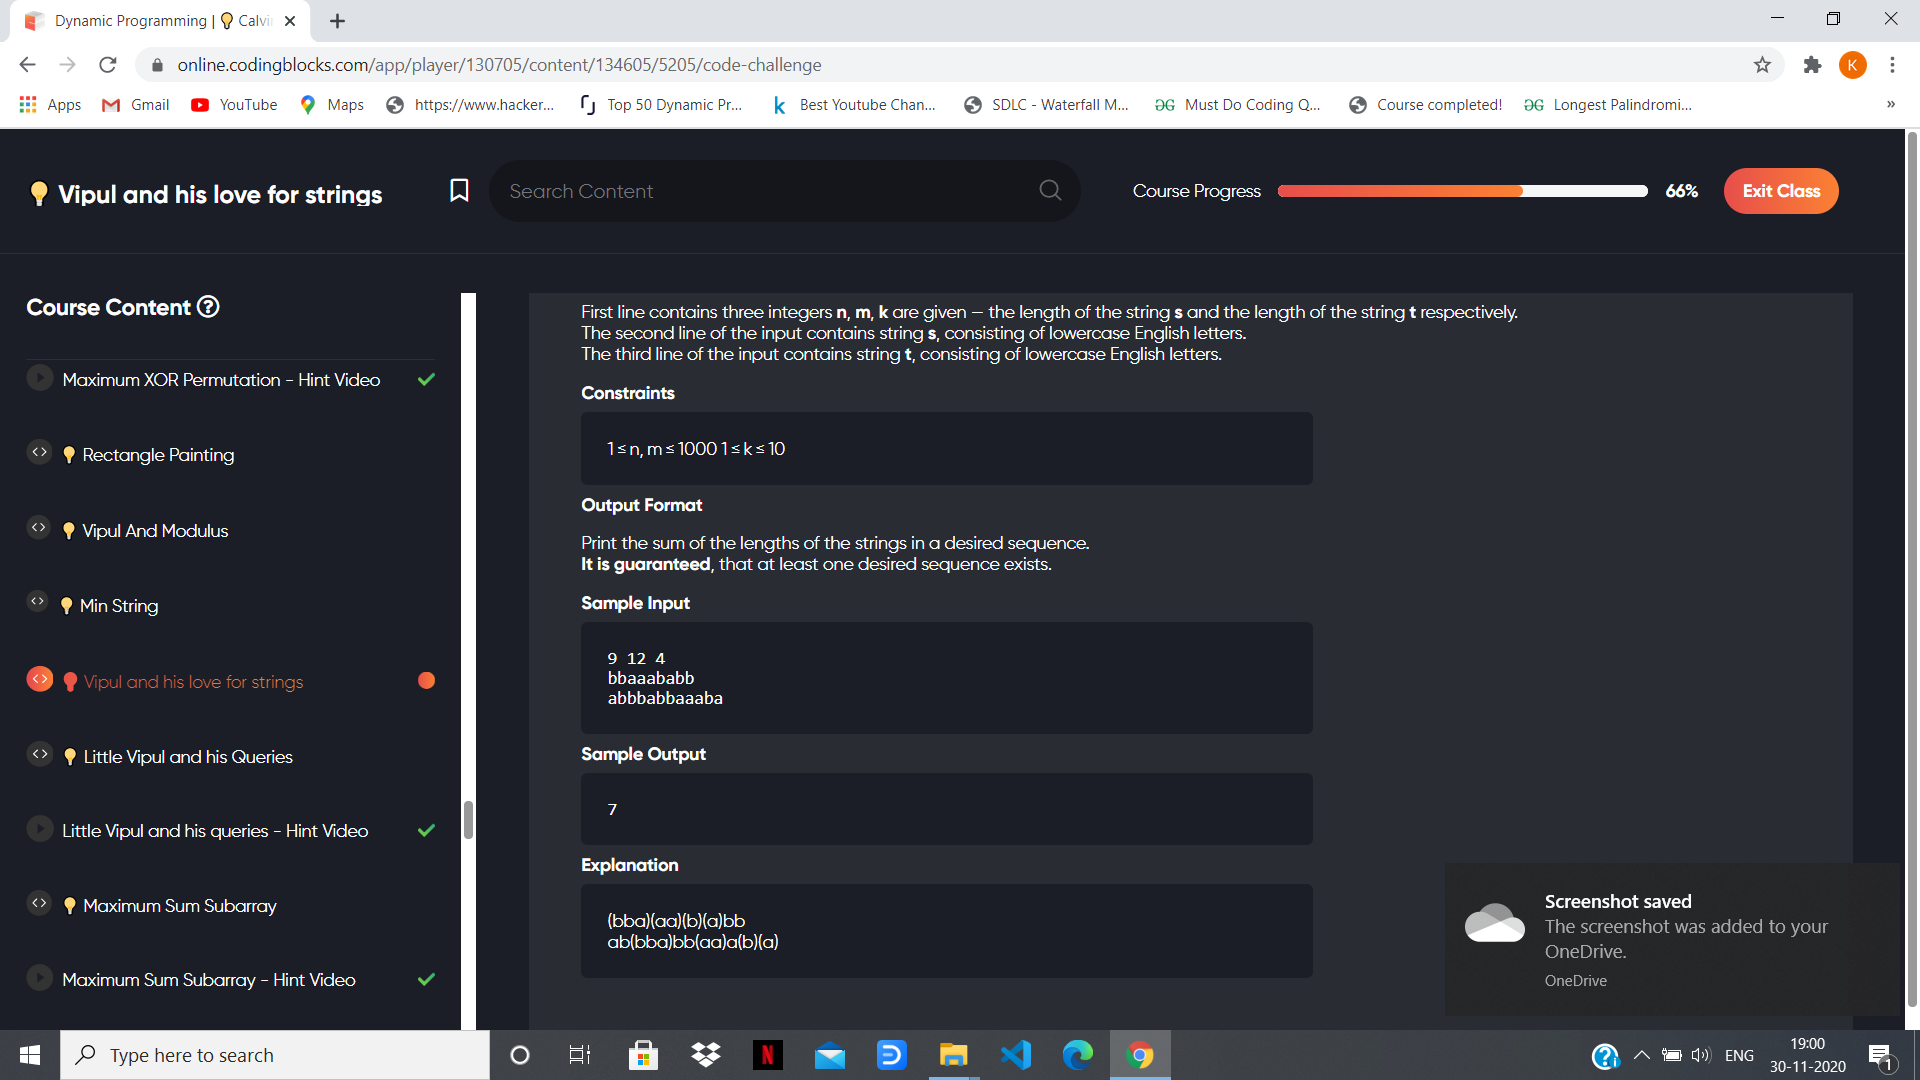 Dynamic Programming | 💡 Calvi
online.codingblocks.com/app/player/130705/content/134605/5205/code-challenge
K
Apps
Gmail
YouTube
Maps
https://www.hacker...
Top 50 Dynamic Pr...
Best Youtube Chan...
SDLC - Waterfall M...
Must Do Coding Q...
Course completed!
Longest Palindromi...
»
💡 Vipul and his love for strings
Search Content
Course Progress
66%
Exit Class
Course Content
Maximum XOR Permutation - Hint Video
💡 Rectangle Painting
💡 Vipul And Modulus
💡 Min String
💡 Vipul and his love for strings
💡 Little Vipul and his Queries
Little Vipul and his queries - Hint Video
💡 Maximum Sum Subarray
Maximum Sum Subarray - Hint Video
First line contains three integers n, m, k are given — the length of the string s and the length of the string t respectively.
The second line of the input contains string s, consisting of lowercase English letters.
The third line of the input contains string t, consisting of lowercase English letters.
Constraints
1 ≤ n, m ≤ 1000 1 ≤ k ≤ 10
Output Format
Print the sum of the lengths of the strings in a desired sequence.
It is guaranteed, that at least one desired sequence exists.
Sample Input
9 12 4
bbaaababb
abbbabbaaaba
Sample Output
7
Explanation
(bba)(aa)(b)(a)bb
ab(bba)bb(aa)a(b)(a)
Screenshot saved
The screenshot was added to your
OneDrive.
OneDrive
Type here to search
ENG
19:00
30-11-2020
1